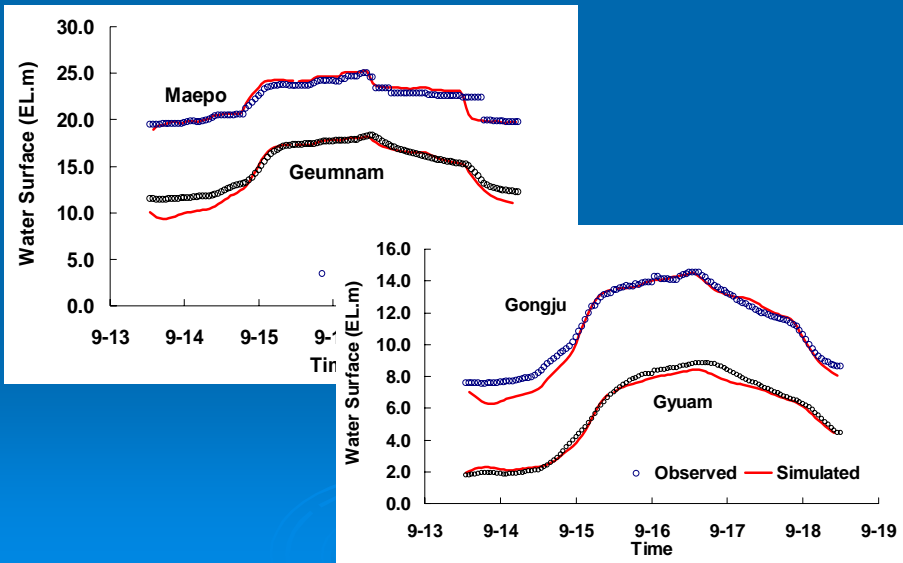 Water Surface (EL.m)
30.0
25.0
20.0
15.0
10.0
5.0
0.0
Maepo
Geumnam
9-13
9-14
9-15
Water Surface (EL.m)
16.0
14.0
12.0
10.0
8.0
6.0
4.0
2.0
0.0
Gongju
Gyuam
Observed
Simulated
9-13
9-14
9-15
9-16
9-17
9-18
9-19
Time